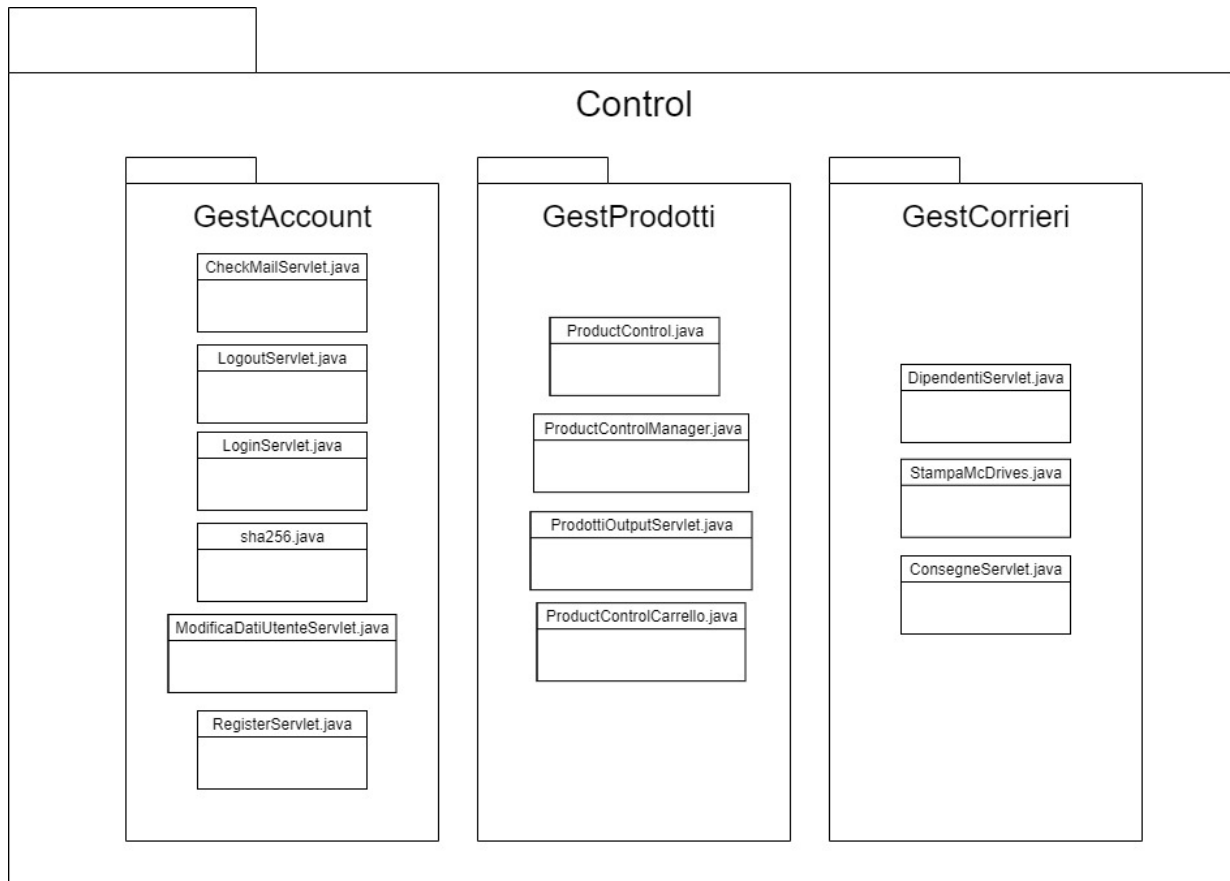 Control
GestAccount
CheckMailServlet.java
LogoutServlet.java
LoginServlet.java
sha256.java
ModificaDatiUtenteServlet.java
RegisterServlet.java
GestProdotti
ProductControl.java
ProductControlManager.java
ProdottiOutputServlet.java
ProductControlCarrello.java
GestCorrieri
DipendentiServlet.java
StampaMcDrives.java
ConsegneServlet.java